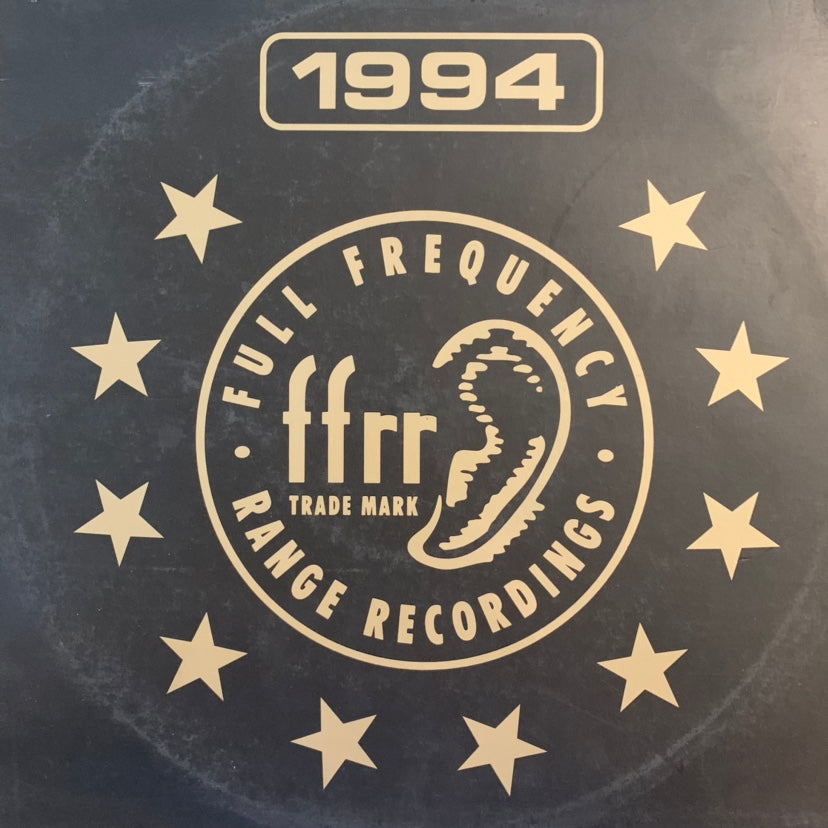 1994
FULL FREQUENCY
ffrr
TRADE MARK
· RANGE RECORDINGS ·